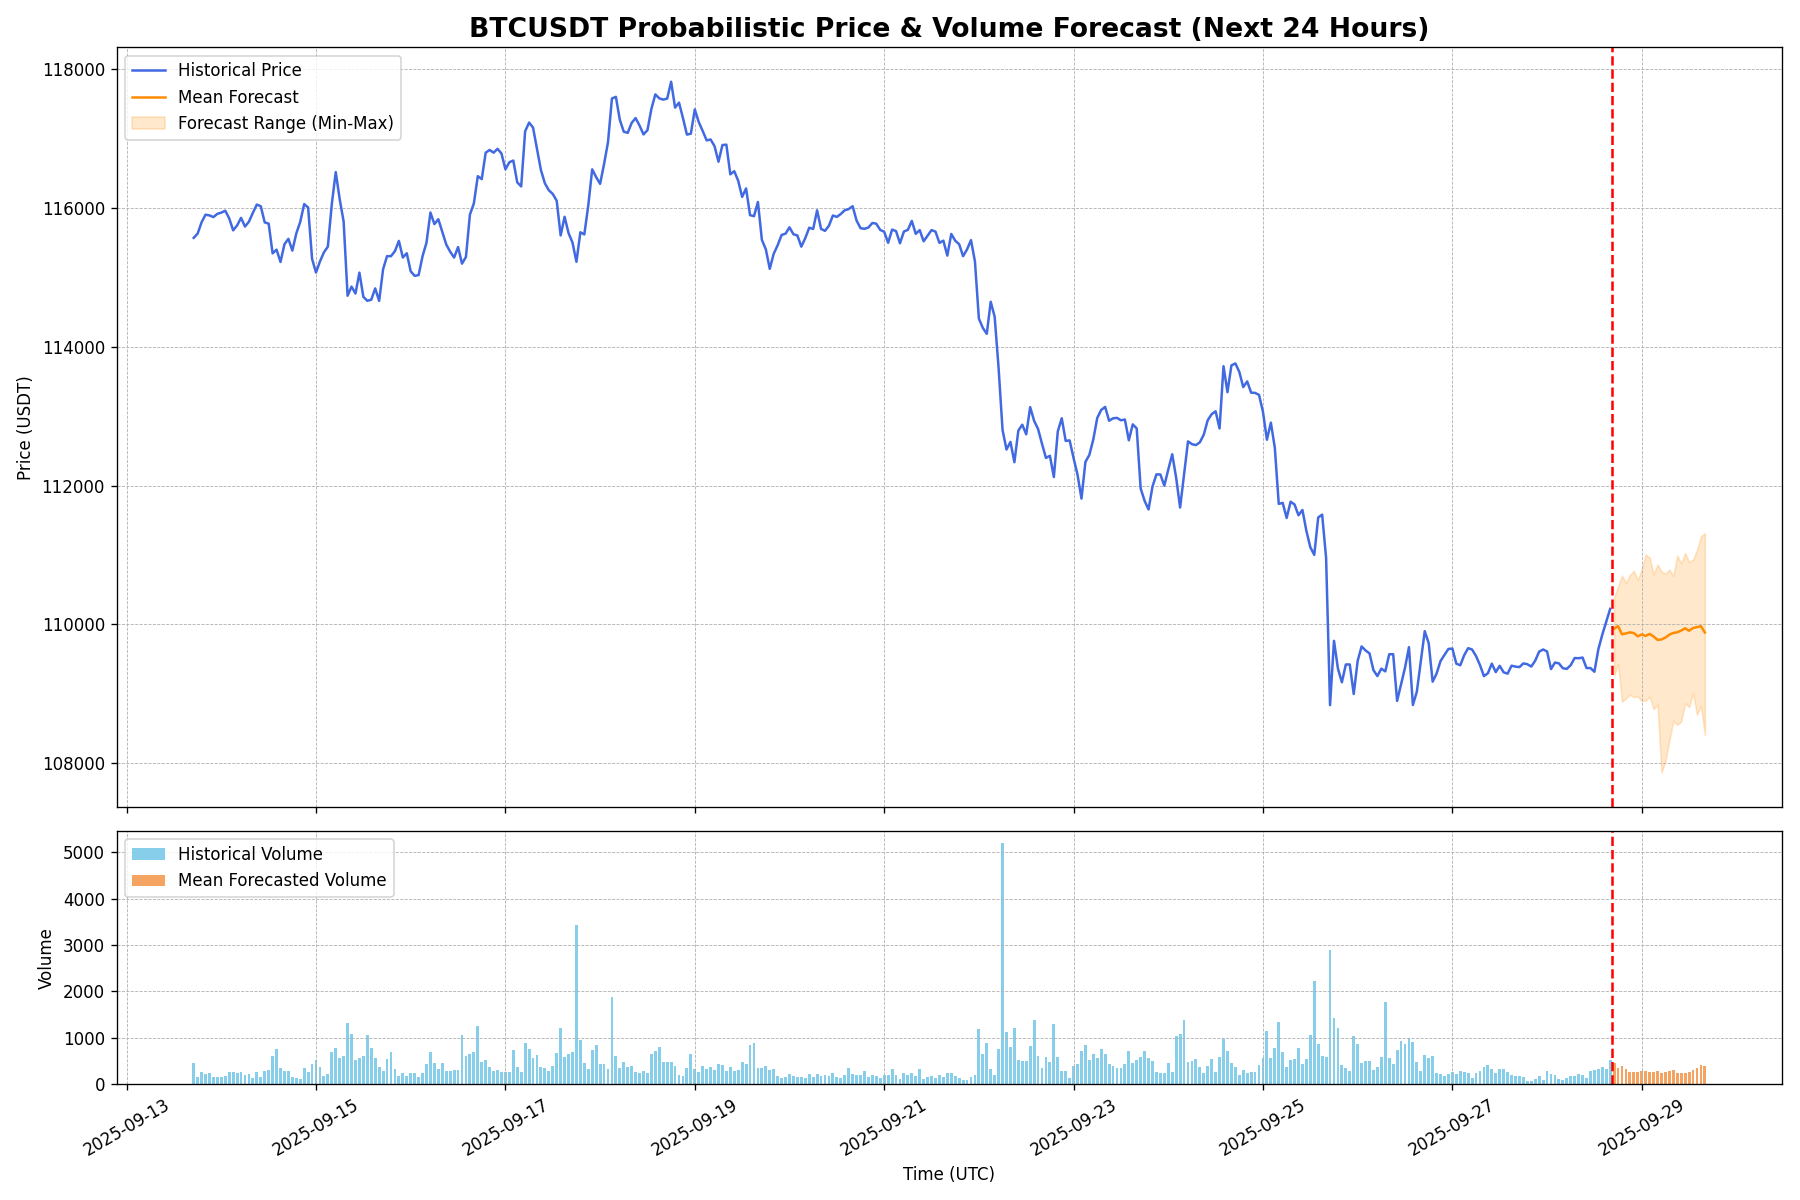 BTCUSDT Probabilistic Price & Volume Forecast (Next 24 Hours)
Historical Price
Mean Forecast
Forecast Range (Min-Max)
118000
116000
114000
112000
110000
108000
Price (USDT)
Historical Volume
Mean Forecasted Volume
5000
4000
3000
2000
1000
0
Volume
2025-09-13
2025-09-15
2025-09-17
2025-09-19
2025-09-21
2025-09-23
2025-09-25
2025-09-27
2025-09-29
Time (UTC)